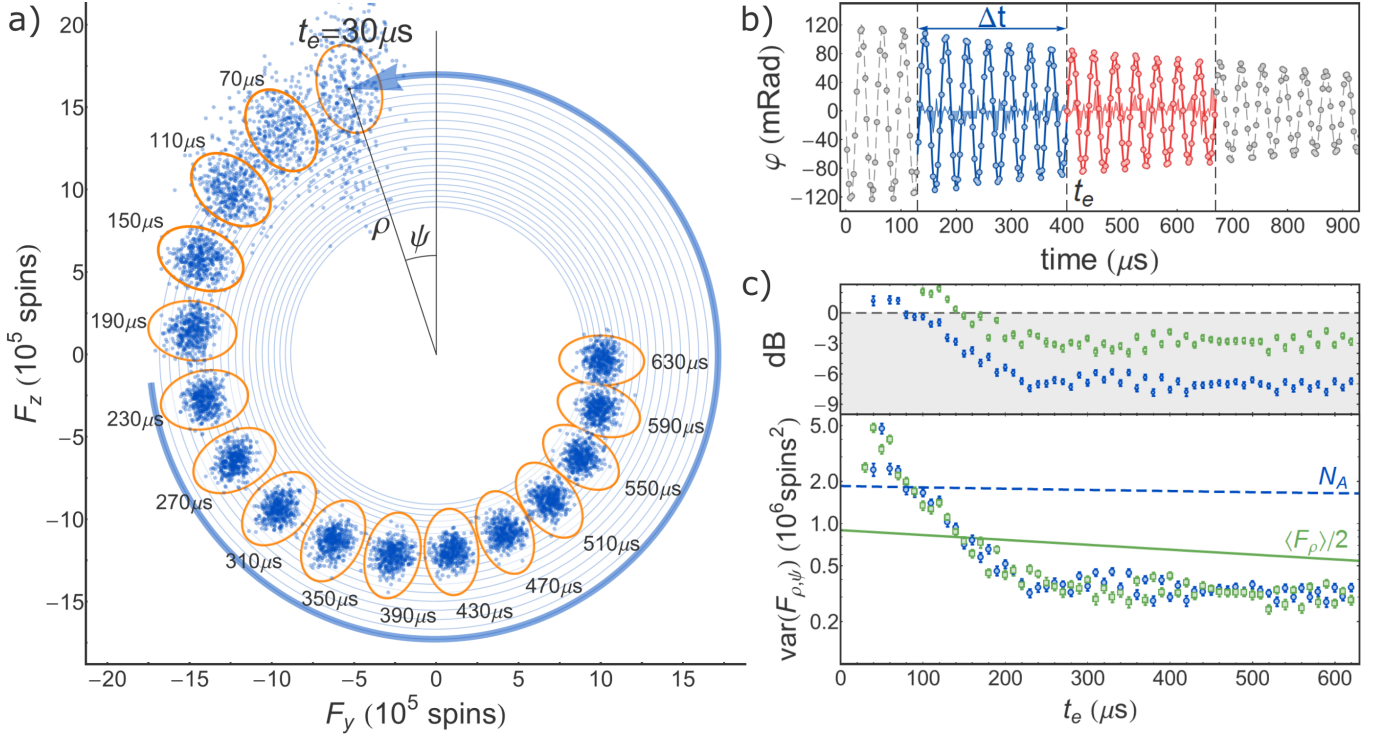 a)
20
15
10
5
0
−5
−10
−15
F_z (10^5 spins)
−20 −15 −10 −5 0 5 10 15
F_y (10^5 spins)
t_e=30μs
70μs
110μs
150μs
190μs
230μs
270μs
310μs
350μs
390μs
430μs
470μs
510μs
550μs
590μs
630μs
ρ ψ
b)
120
80
40
0
−40
−80
−120
φ (mRad)
Δt
t_e
0 100 200 300 400 500 600 700 800 900
time (μs)
c)
0
−3
−6
−9
dB
5.0
2.0
1.0
0.5
0.2
var(F_ρ,ψ) (10^6 spins^2)
N_A
⟨F_ρ⟩/2
0 100 200 300 400 500 600
t_e (μs)